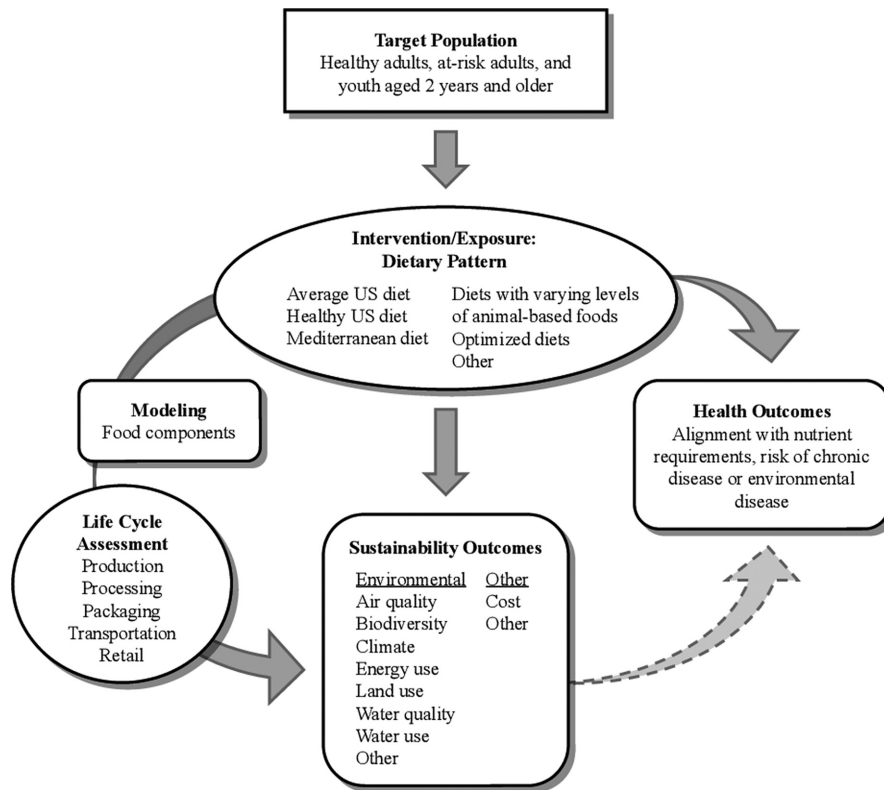 Target Population
Healthy adults, at-risk adults, and
youth aged 2 years and older
Intervention/Exposure:
Dietary Pattern
Average US diet
Healthy US diet
Mediterranean diet
Diets with varying levels
of animal-based foods
Optimized diets
Other
Modeling
Food components
Health Outcomes
Alignment with nutrient
requirements, risk of chronic
disease or environmental
disease
Life Cycle
Assessment
Production
Processing
Packaging
Transportation
Retail
Sustainability Outcomes
Environmental
Air quality
Biodiversity
Climate
Energy use
Land use
Water quality
Water use
Other
Other
Cost
Other